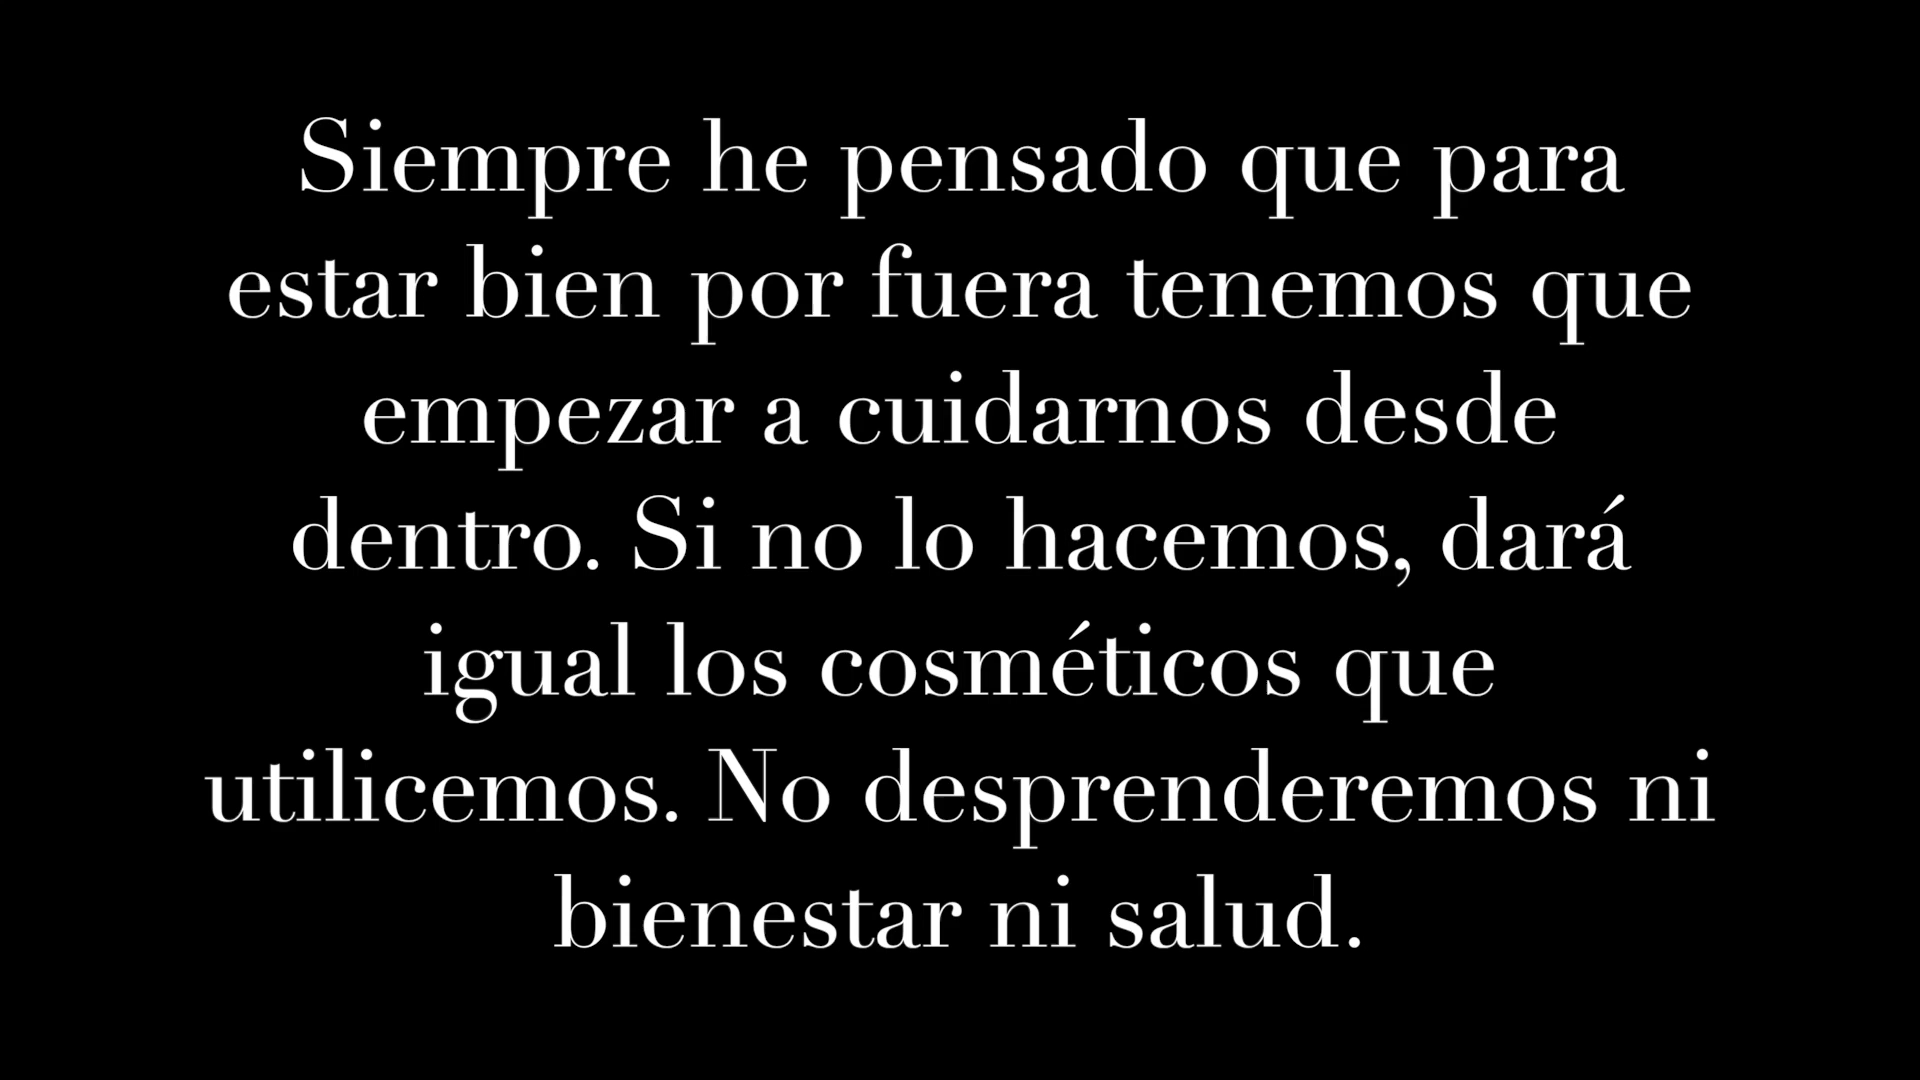 Siempre he pensado que para
estar bien por fuera tenemos que
empezar a cuidarnos desde
dentro. Si no lo hacemos, dará
igual los cosméticos que
utilicemos. No desprenderemos ni
bienestar ni salud.